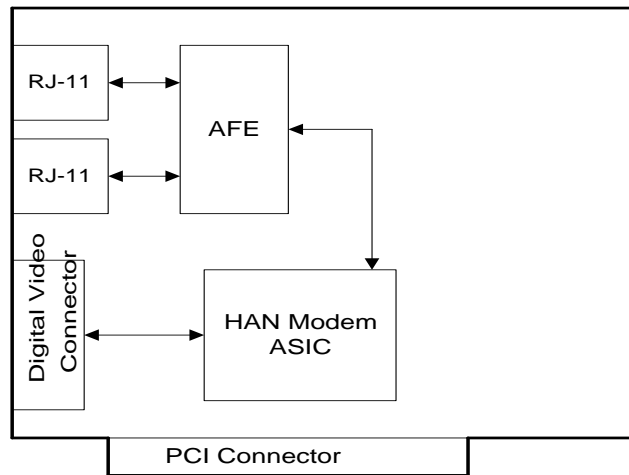 RJ-11
AFE
RJ-11
Digital Video
Connector
HAN Modem
ASIC
PCI Connector